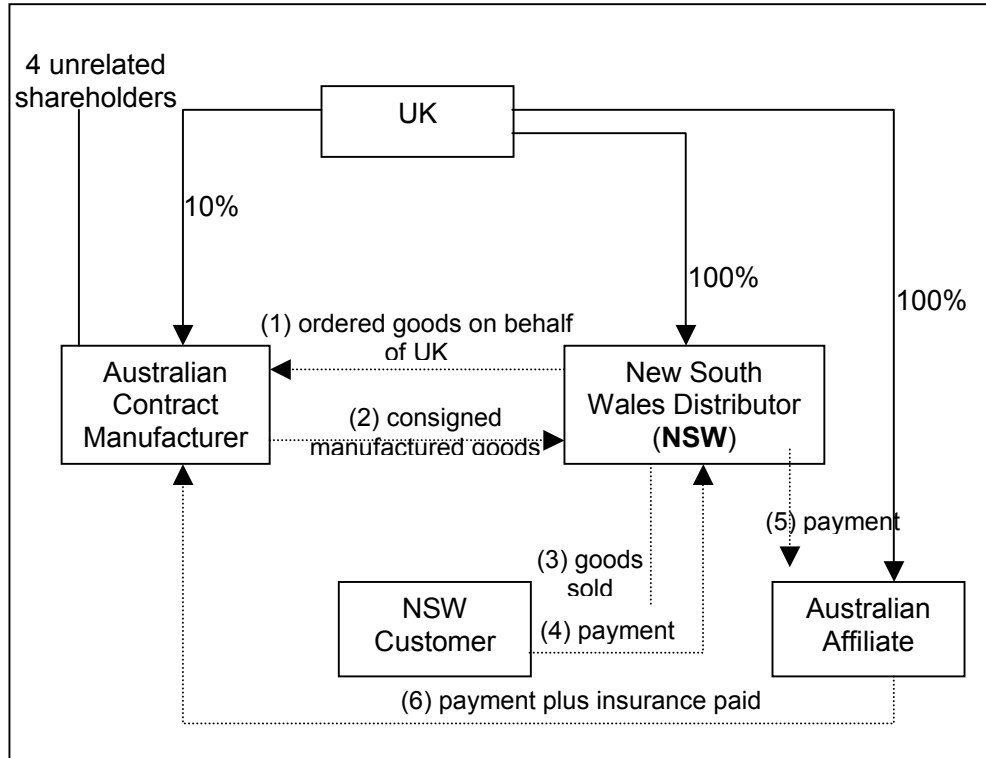 4 unrelated
shareholders
UK
10%
100%
100%
(1) ordered goods on behalf
of UK
Australian
Contract
Manufacturer
New South
Wales Distributor
(NSW)
(2) consigned
manufactured goods
(5) payment
(3) goods
sold
NSW
Customer
(4) payment
Australian
Affiliate
(6) payment plus insurance paid